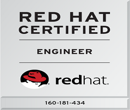 RED HAT
CERTIFIED
ENGINEER
redhat.
160-181-434